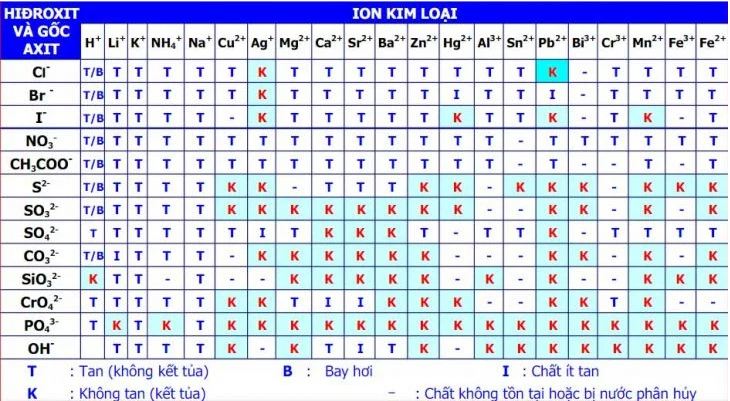 HIĐROXIT VÀ GỐC AXIT ION KIM LOẠI
H⁺ Li⁺ K⁺ NH₄⁺ Na⁺ Cu²⁺ Ag⁺ Mg²⁺ Ca²⁺ Sr²⁺ Ba²⁺ Zn²⁺ Hg²⁺ Al³⁺ Sn²⁺ Pb²⁺ Bi³⁺ Cr³⁺ Mn²⁺ Fe³⁺ Fe²⁺
Cl⁻ T/B T T T T T K T T T T T T T T K - T T T T
Br⁻ T/B T T T T T K T T T T T I T T I - T T T T
I⁻ T/B T T T T - K T T T T T K T T K - T K - T
NO₃⁻ T/B T T T T T T T T T T T T T - T T T T T T
CH₃COO⁻ T/B T T T T T T T T T T T T T - T - - T - T
S²⁻ T/B T T T T K K - T T T K K - K K K - K K K
SO₃²⁻ T/B T T T T K K K K K K K K - - K K - K - K
SO₄²⁻ T T T T T T I T K K K T - T T K - T T T T
CO₃²⁻ T/B I T T T - K K K K K K - - - K K - K - K
SiO₃²⁻ K T T - T - - K K K K K - K - K - - K K K
CrO₄²⁻ T T T T T K K T I I K K K - - K K T K - -
PO₄³⁻ T K T K T K K K K K K K K K K K K K K K K
OH⁻ T T T T K - K T I T K - K K K K K K K K
T : Tan (không kết tủa) B : Bay hơi I : Chất ít tan
K : Không tan (kết tủa) - : Chất không tồn tại hoặc bị nước phân hủy